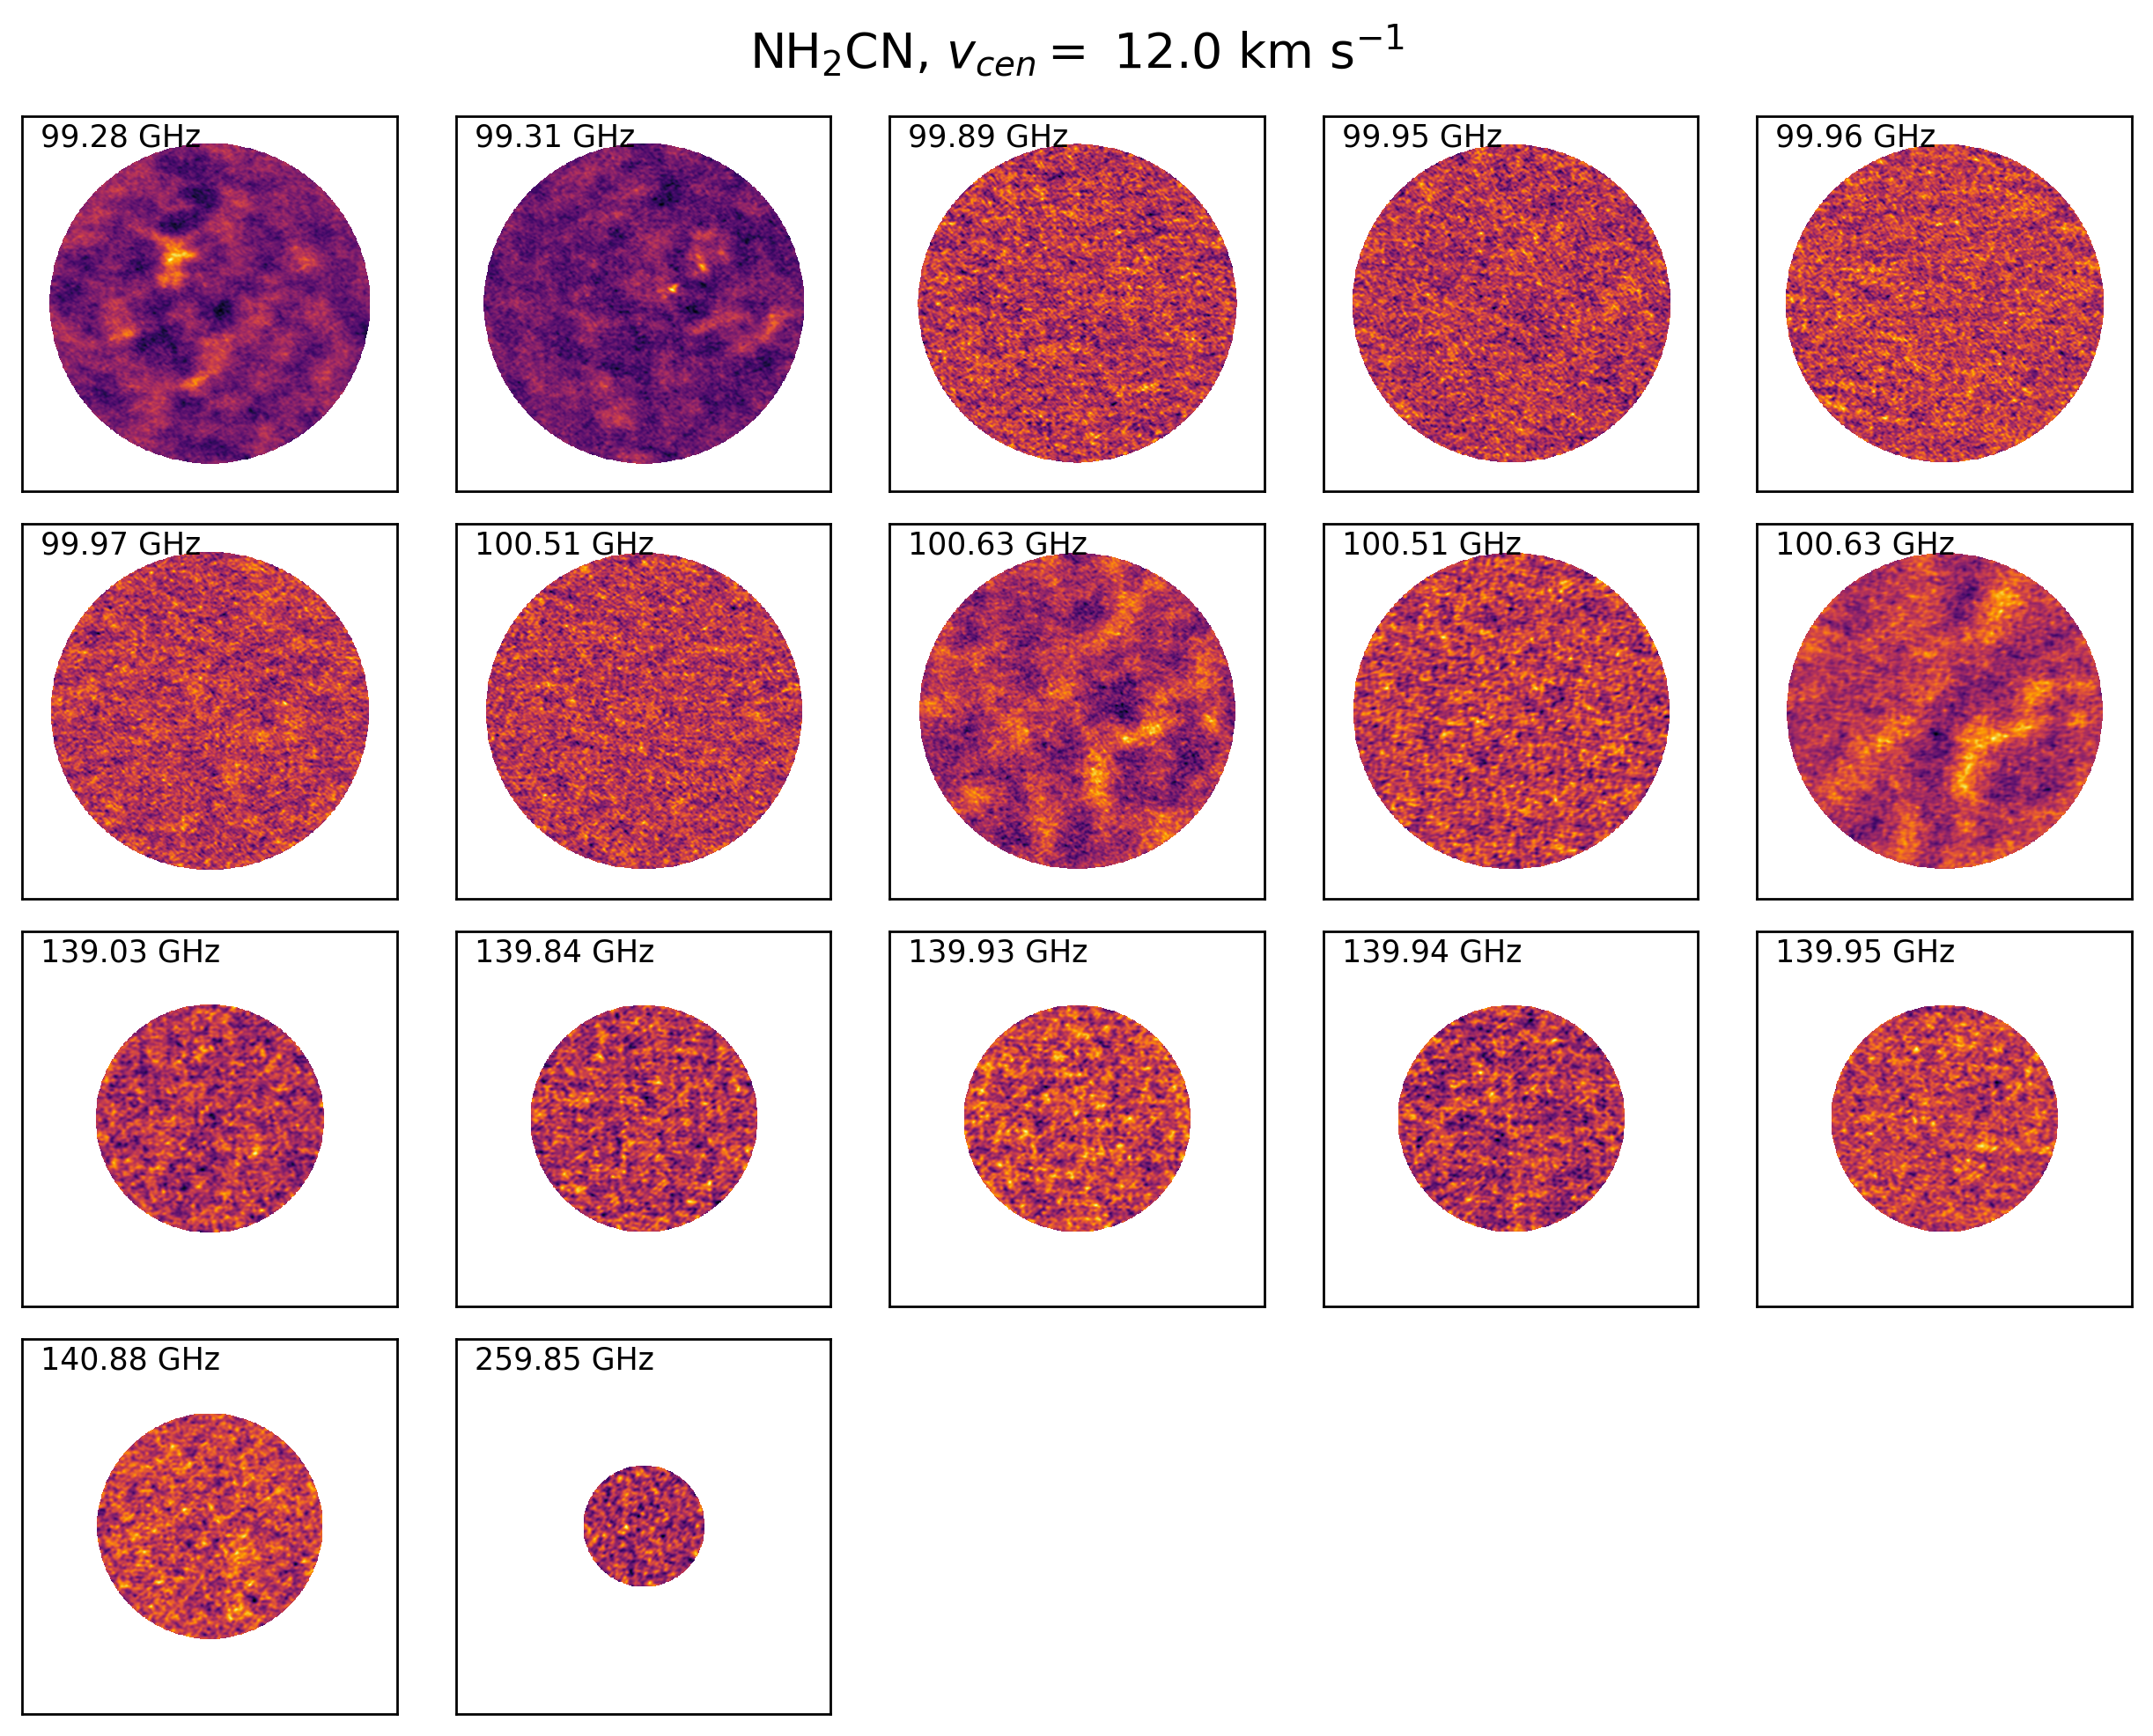 NH₂CN, v_cen = 12.0 km s⁻¹
99.28 GHz
99.31 GHz
99.89 GHz
99.95 GHz
99.96 GHz
99.97 GHz
100.51 GHz
100.63 GHz
100.51 GHz
100.63 GHz
139.03 GHz
139.84 GHz
139.93 GHz
139.94 GHz
139.95 GHz
140.88 GHz
259.85 GHz